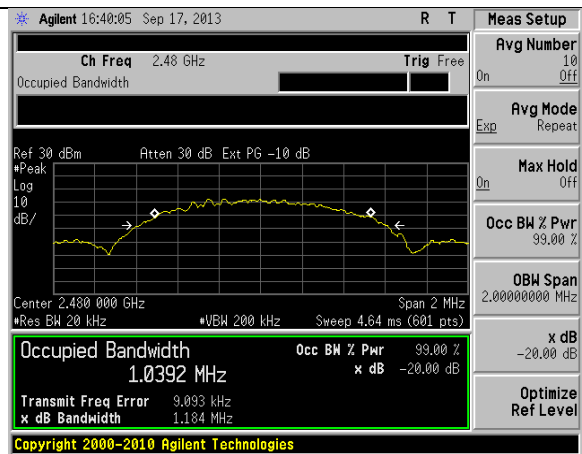 Agilent 16:40:05 Sep 17, 2013 R T
Ch Freq 2.48 GHz Trig Free
Occupied Bandwidth
Ref 30 dBm Atten 30 dB Ext PG -10 dB
#Peak
Log
10
dB/
Center 2.480 000 GHz Span 2 MHz
#Res BW 20 kHz #VBW 200 kHz Sweep 4.64 ms (601 pts)
Occupied Bandwidth Occ BW % Pwr 99.00 %
1.0392 MHz x dB -20.00 dB
Transmit Freq Error 9.093 kHz
x dB Bandwidth 1.184 MHz
Copyright 2000-2010 Agilent Technologies
Meas Setup
Avg Number
10
On Off
Avg Mode
Exp Repeat
Max Hold
On Off
Occ BW % Pwr
99.00 %
OBW Span
2.00000000 MHz
x dB
-20.00 dB
Optimize
Ref Level